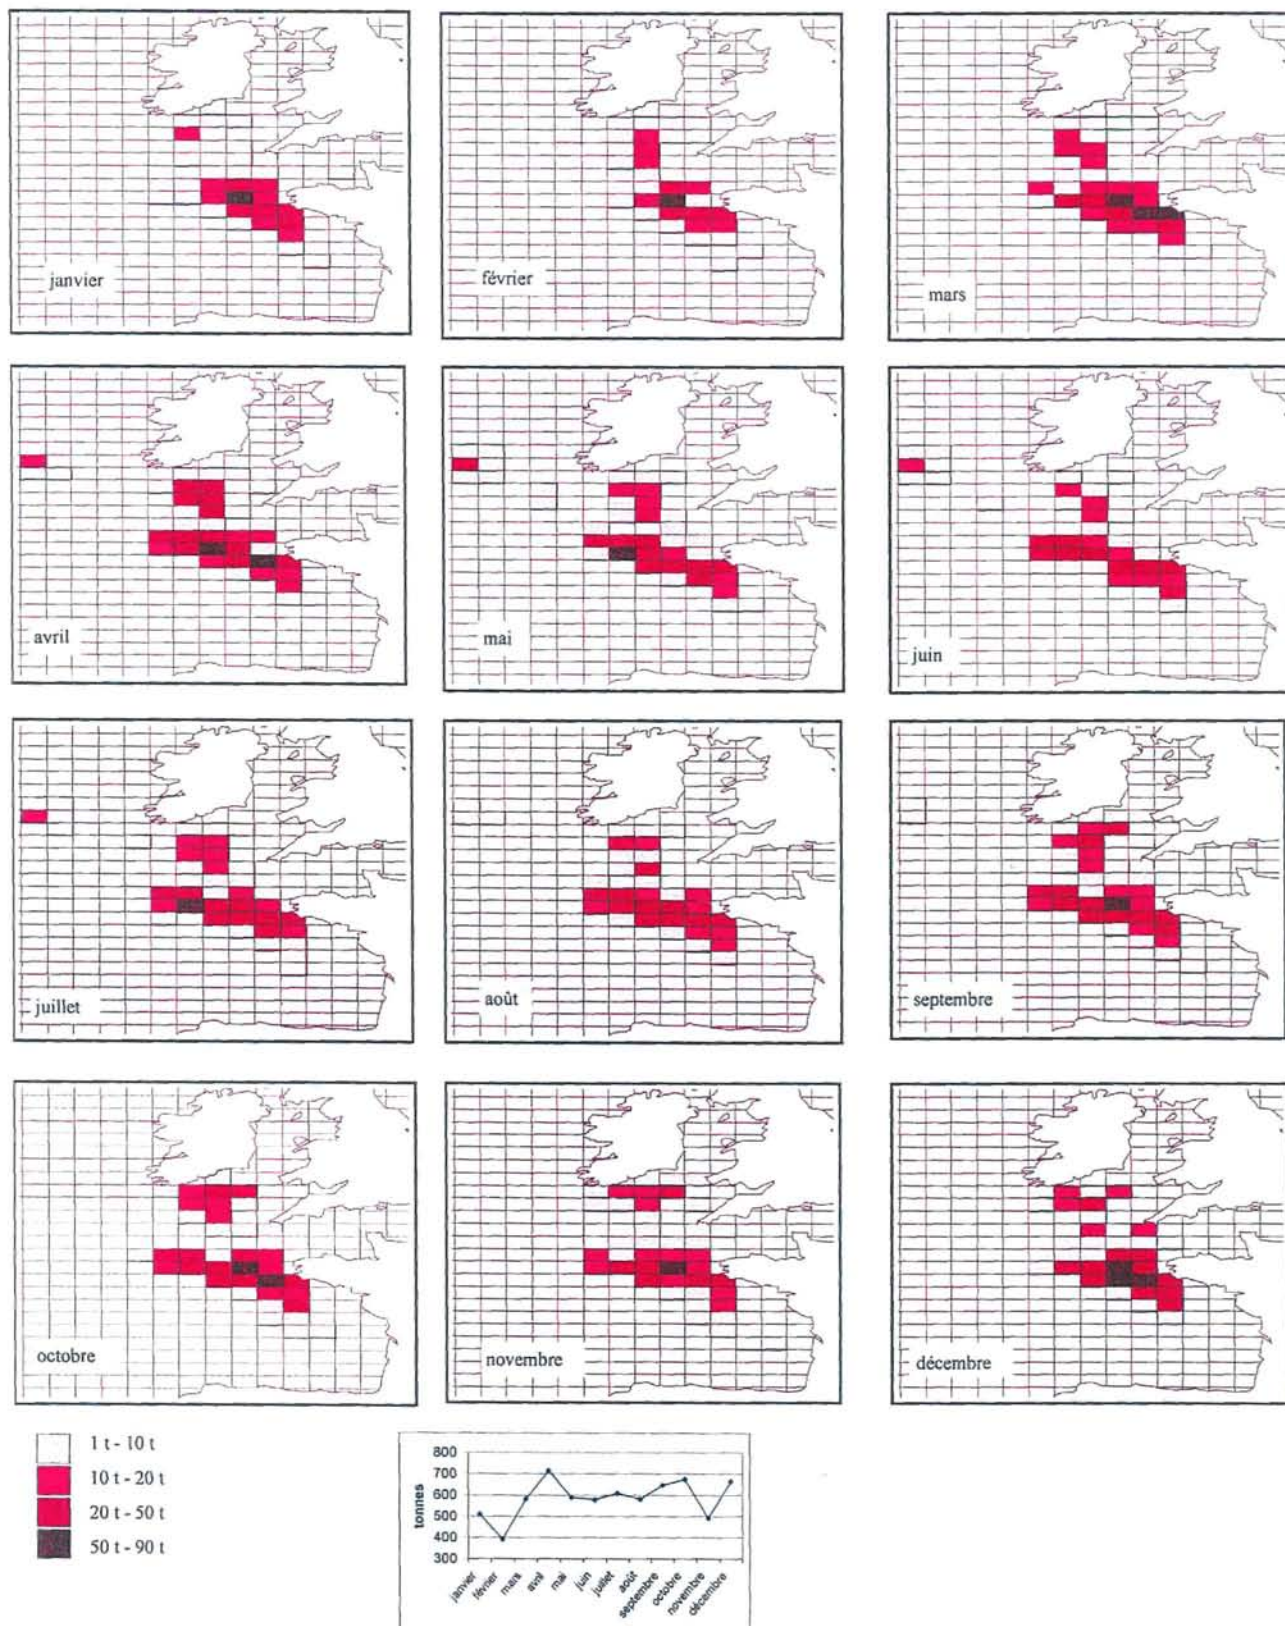 janvier
février
mars
avril
mai
juin
juillet
août
septembre
octobre
novembre
décembre
1 t - 10 t
10 t - 20 t
20 t - 50 t
50 t - 90 t
tonnes
800
700
600
500
400
300
janvier
février
mars
avril
mai
juin
juillet
août
septembre
octobre
novembre
décembre